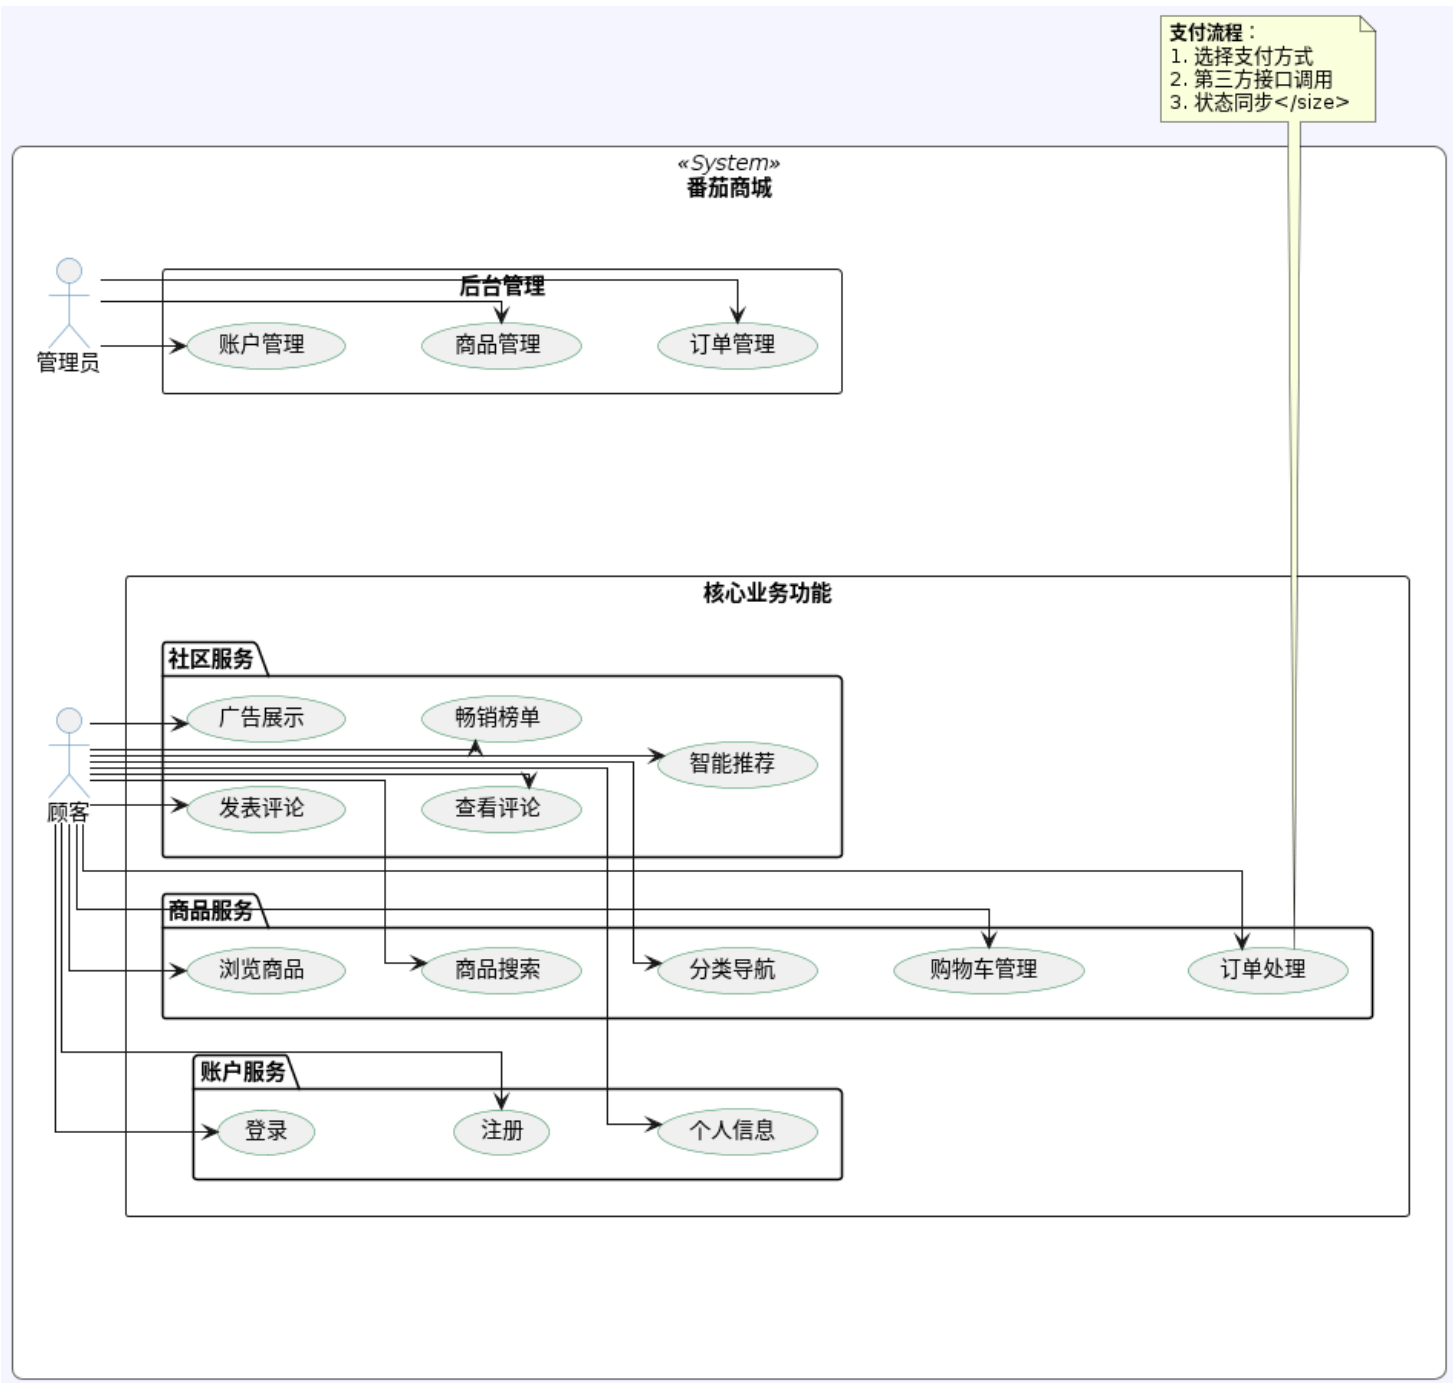 支付流程：
1. 选择支付方式
2. 第三方接口调用
3. 状态同步</size>
«System»
番茄商城
后台管理
管理员
账户管理
商品管理
订单管理
核心业务功能
社区服务
广告展示
畅销榜单
智能推荐
顾客
发表评论
查看评论
商品服务
浏览商品
商品搜索
分类导航
购物车管理
订单处理
账户服务
登录
注册
个人信息